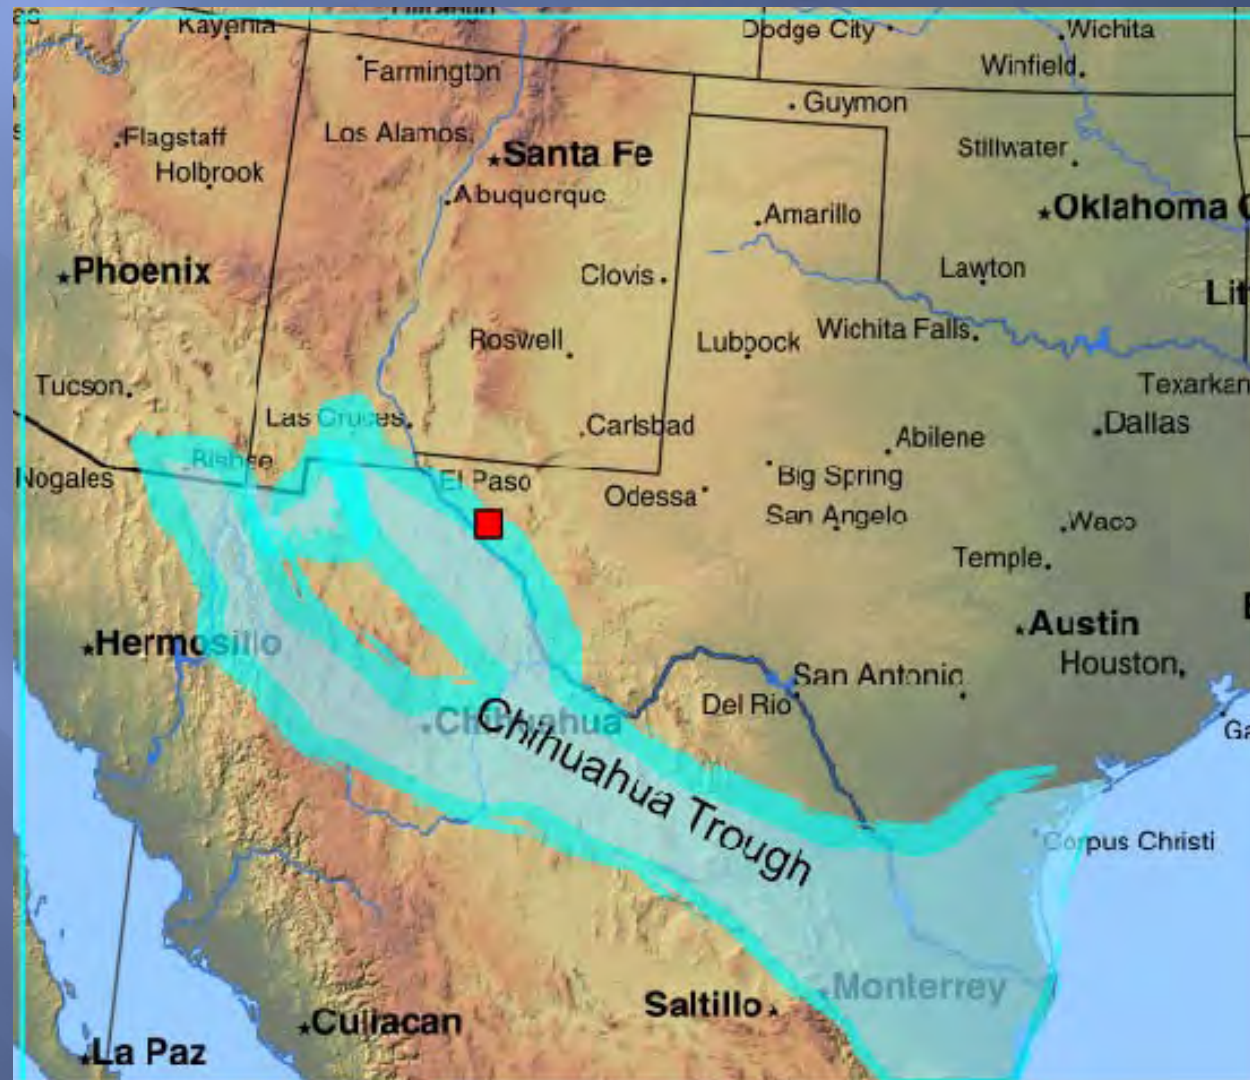 Kayenta
Dodge City
Wichita
Farmington
Winfield
Guymon
Flagstaff
Los Alamos
Stillwater
Santa Fe
Holbrook
Albuquerque
Amarillo
Oklahoma
Phoenix
Clovis
Lawton
Lit
Roswell
Lubbock
Wichita Falls
Tucson
Texarkan
Las Cruces
Carlsbad
Dallas
Abilene
Bisbee
Nogales
El Paso
Big Spring
Odessa
San Angelo
Waco
Temple
Austin
Hermosillo
Houston
San Antonio
Del Rio
Chihuahua
Ga
Chihuahua Trough
Corpus Christi
Monterrey
Saltillo
Culiacan
La Paz